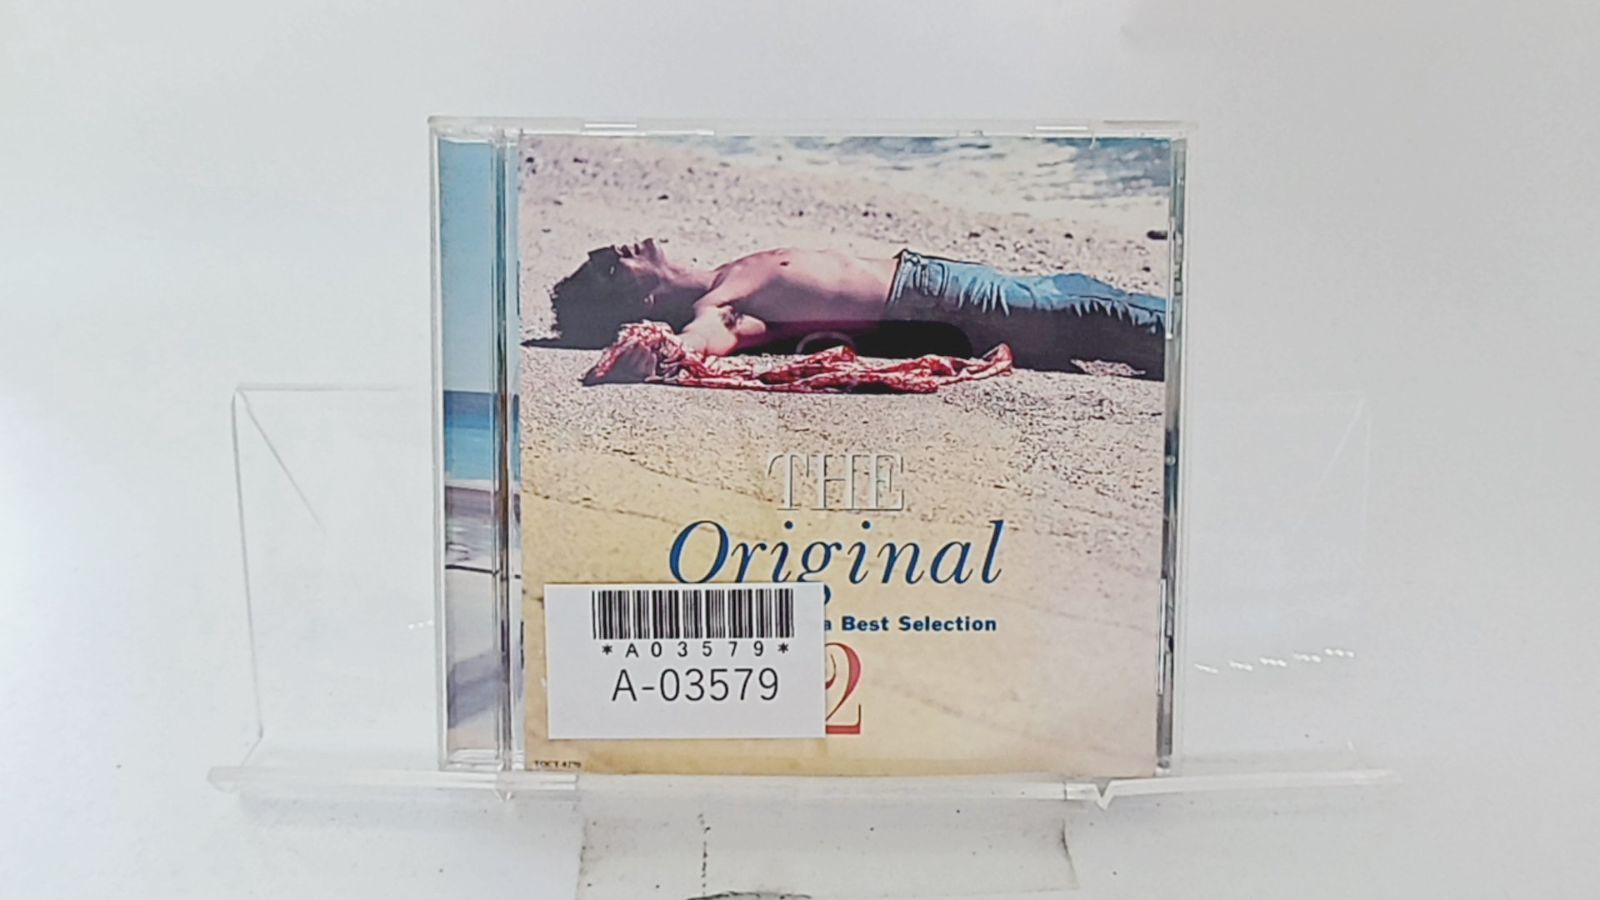 THE
Original
a Best Selection
2
*A03579*
A-03579